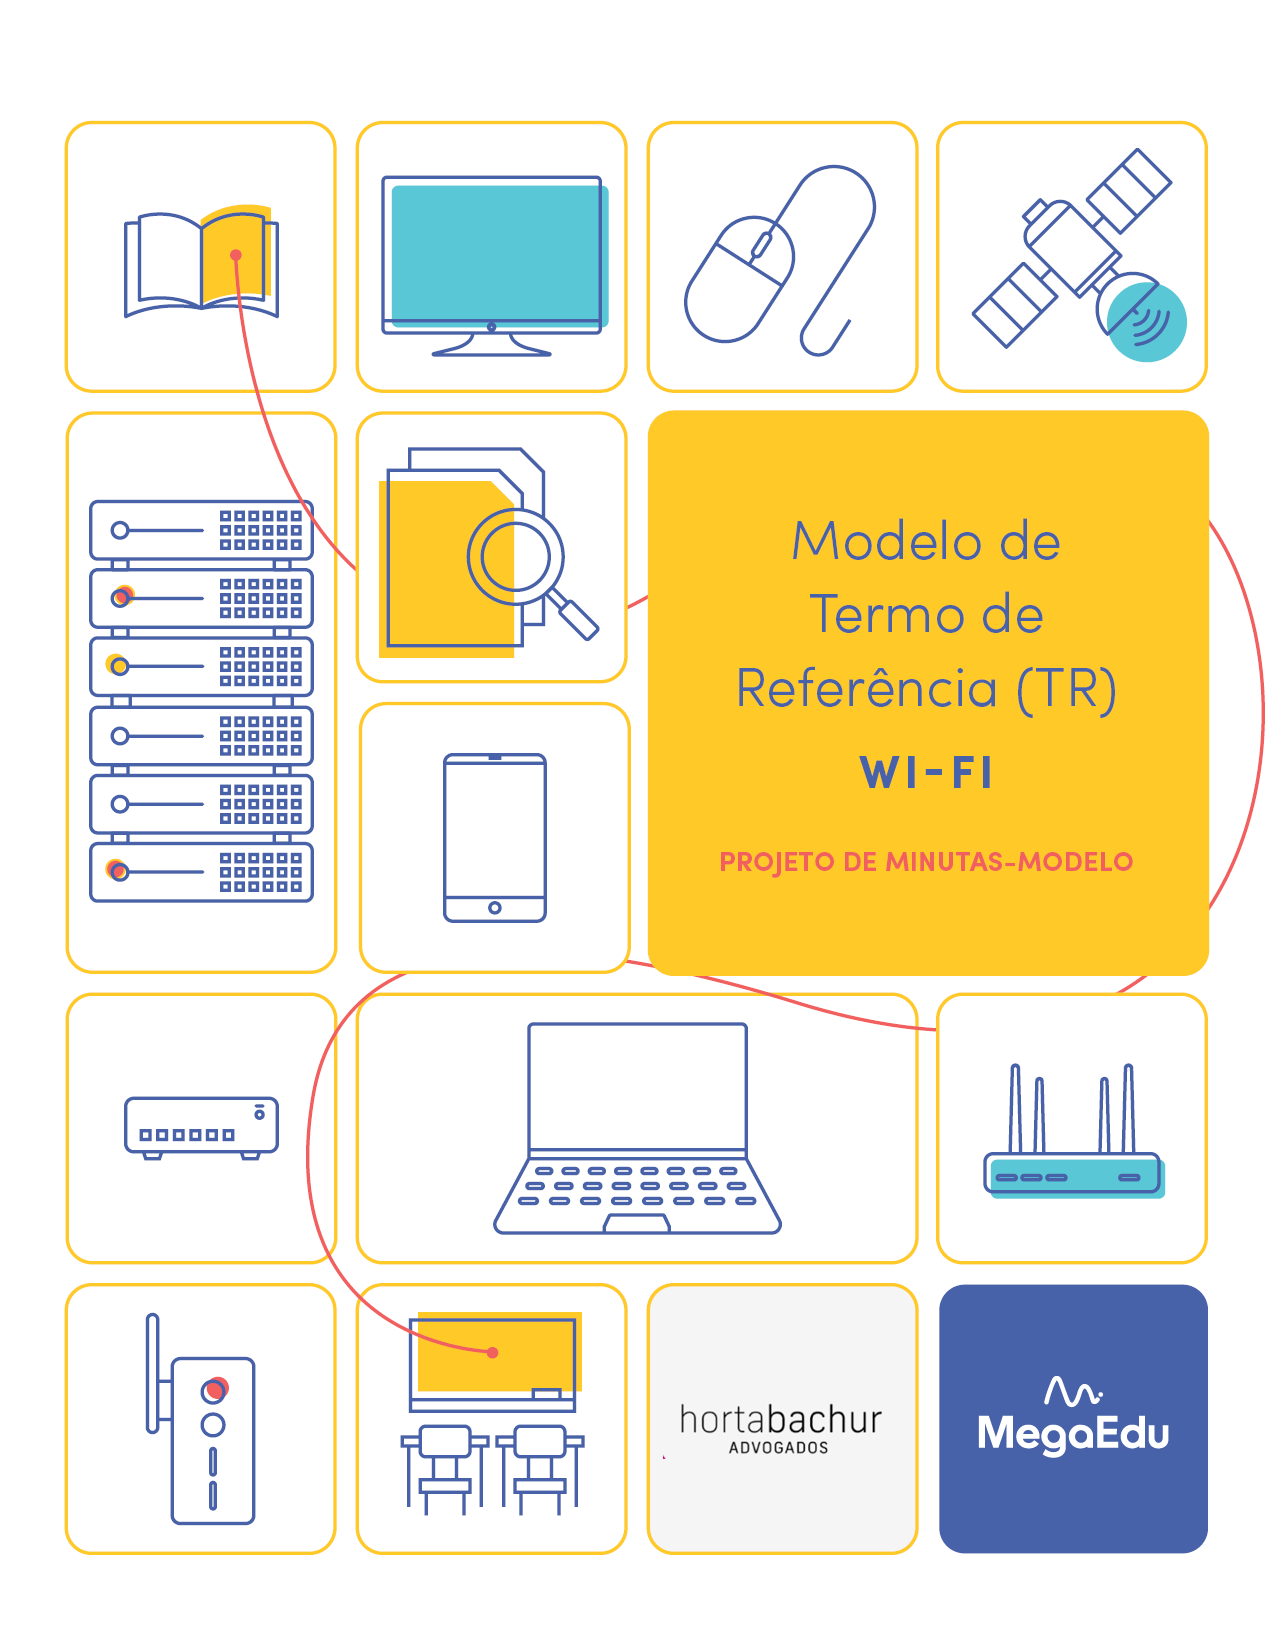 Modelo de
Termo de
Referência (TR)
WI-FI
PROJETO DE MINUTAS-MODELO
hortabachur
ADVOGADOS
MegaEdu